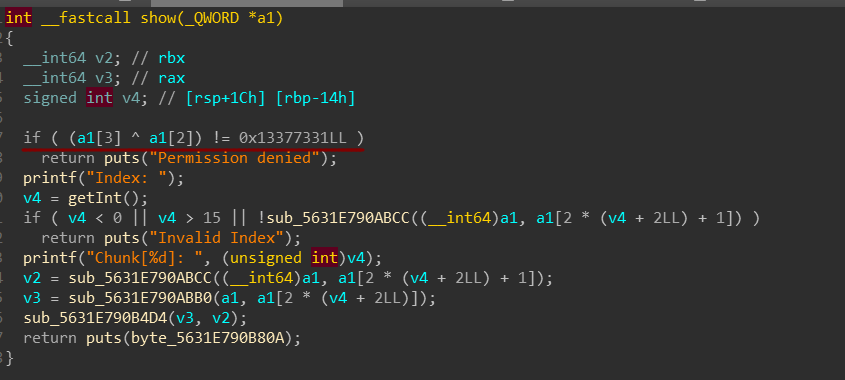 int __fastcall show(_QWORD *a1)
{
  __int64 v2; // rbx
  __int64 v3; // rax
  signed int v4; // [rsp+1Ch] [rbp-14h]
  if ( (a1[3] ^ a1[2]) != 0x13377331LL )
    return puts("Permission denied");
  printf("Index: ");
  v4 = getInt();
  if ( v4 < 0 || v4 > 15 || !sub_5631E790ABCC((__int64)a1, a1[2 * (v4 + 2LL) + 1]) )
    return puts("Invalid Index");
  printf("Chunk[%d]: ", (unsigned int)v4);
  v2 = sub_5631E790ABCC((__int64)a1, a1[2 * (v4 + 2LL) + 1]);
  v3 = sub_5631E790ABB0(a1, a1[2 * (v4 + 2LL)]);
  sub_5631E790B4D4(v3, v2);
  return puts(byte_5631E790B80A);
}